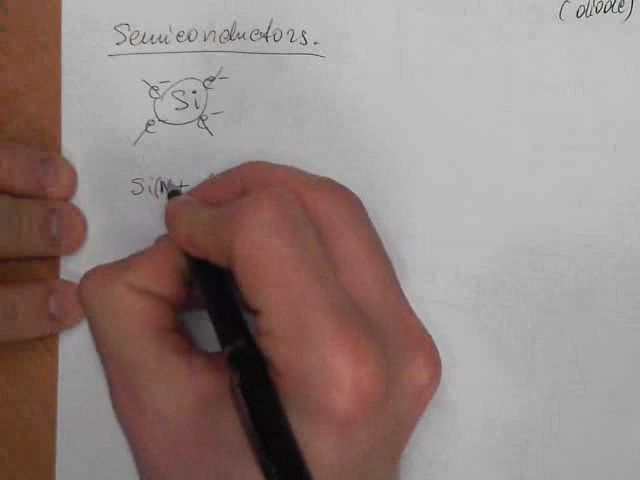 (diode)
Semiconductors.
e⁻ e⁻
Si
e⁻ e⁻